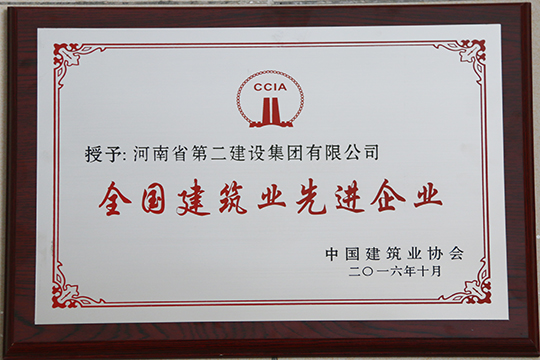 CCIA
授予:河南省第二建设集团有限公司
全国建筑业先进企业
中国建筑业协会
二〇一六年十月